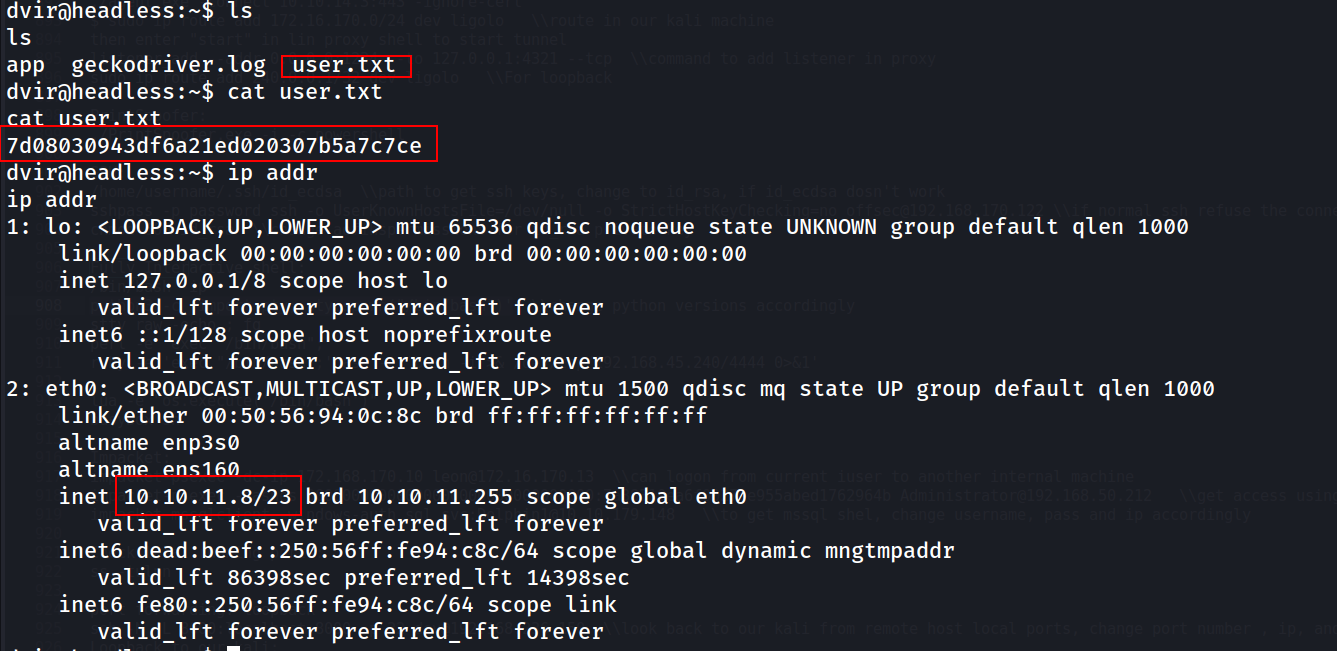 dvir@headless:~$ ls
ls
app  geckodriver.log  user.txt
dvir@headless:~$ cat user.txt
cat user.txt
7d08030943df6a21ed020307b5a7c7ce
dvir@headless:~$ ip addr
ip addr
1: lo: <LOOPBACK,UP,LOWER_UP> mtu 65536 qdisc noqueue state UNKNOWN group default qlen 1000
    link/loopback 00:00:00:00:00:00 brd 00:00:00:00:00:00
    inet 127.0.0.1/8 scope host lo
       valid_lft forever preferred_lft forever
    inet6 ::1/128 scope host noprefixroute
       valid_lft forever preferred_lft forever
2: eth0: <BROADCAST,MULTICAST,UP,LOWER_UP> mtu 1500 qdisc mq state UP group default qlen 1000
    link/ether 00:50:56:94:0c:8c brd ff:ff:ff:ff:ff:ff
    altname enp3s0
    altname ens160
    inet 10.10.11.8/23 brd 10.10.11.255 scope global eth0
       valid_lft forever preferred_lft forever
    inet6 dead:beef::250:56ff:fe94:c8c/64 scope global dynamic mngtmpaddr
       valid_lft 86398sec preferred_lft 14398sec
    inet6 fe80::250:56ff:fe94:c8c/64 scope link
       valid_lft forever preferred_lft forever